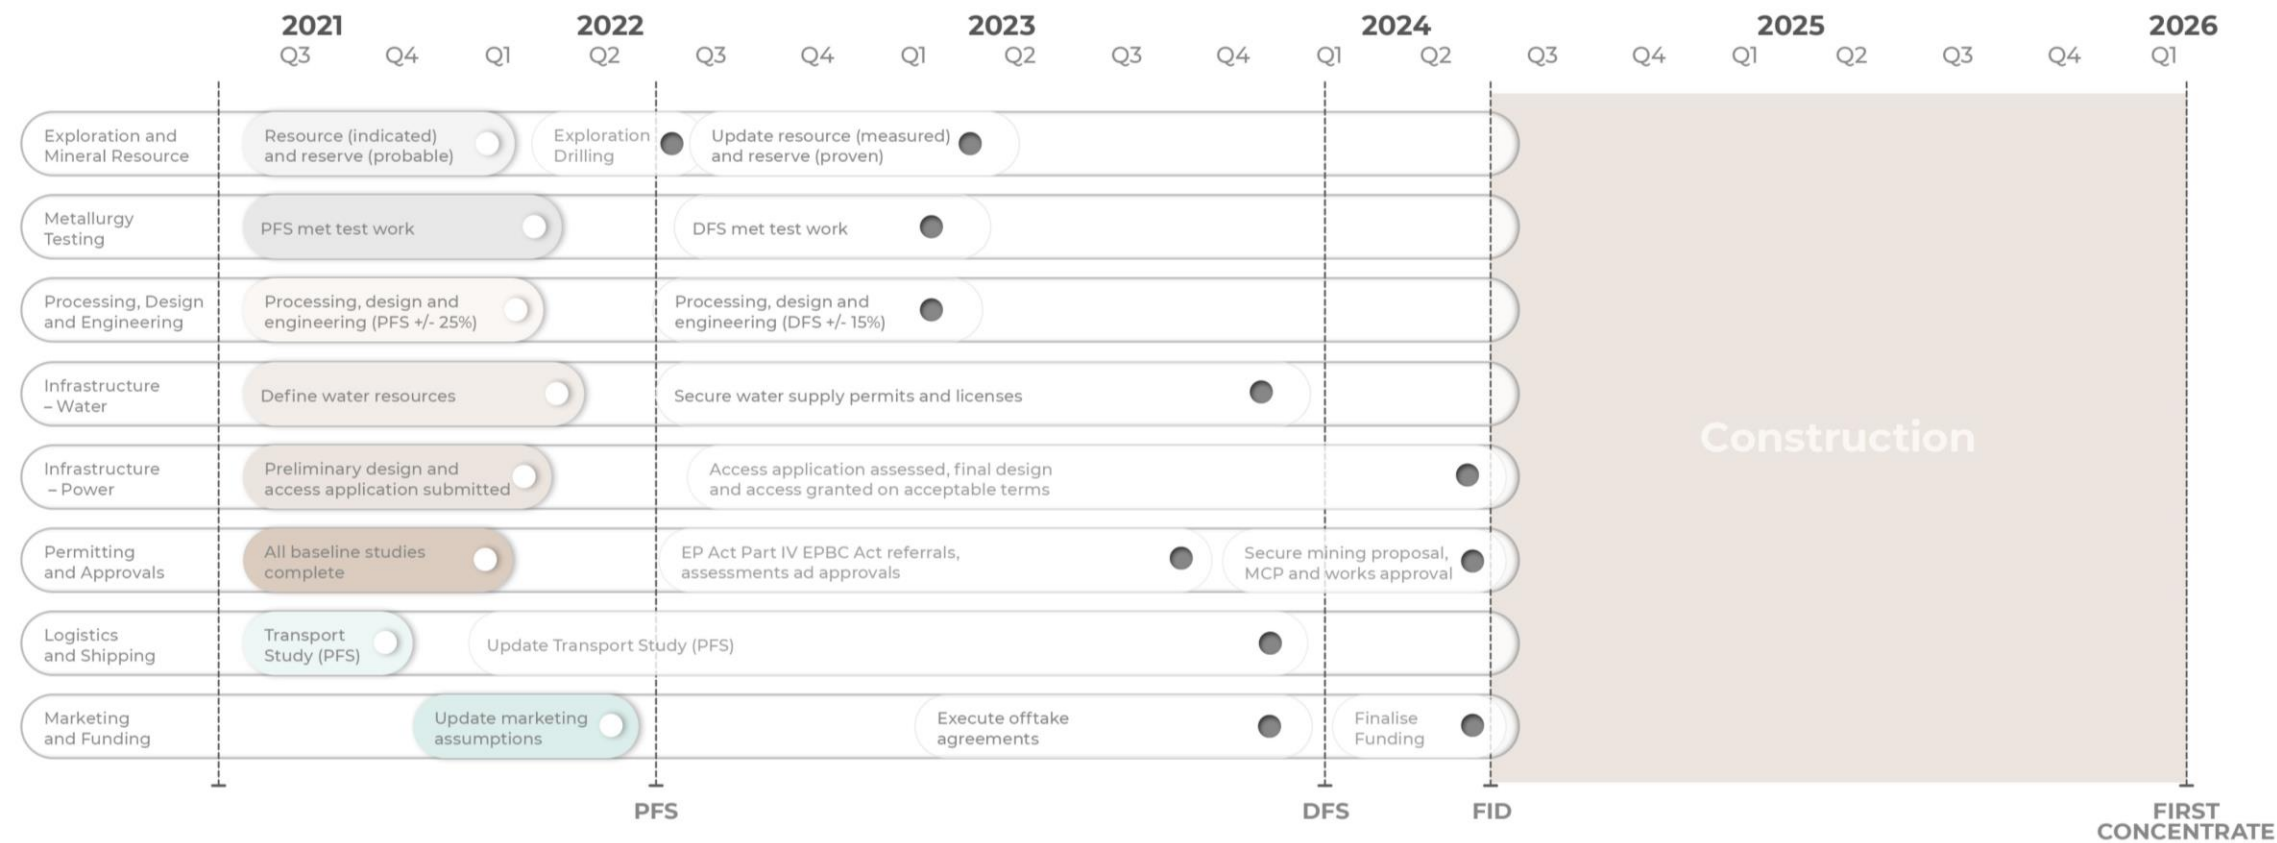 2021 2022 2023 2024 2025 2026
Q3 Q4 Q1 Q2 Q3 Q4 Q1 Q2 Q3 Q4 Q1 Q2 Q3 Q4 Q1 Q2 Q3 Q4 Q1
Exploration and
Mineral Resource
Resource (indicated)
and reserve (probable)
Exploration
Drilling
Update resource (measured)
and reserve (proven)
Metallurgy
Testing
PFS met test work
DFS met test work
Processing, Design
and Engineering
Processing, design and
engineering (PFS +/- 25%)
Processing, design and
engineering (DFS +/- 15%)
Infrastructure
– Water
Define water resources
Secure water supply permits and licenses
Infrastructure
– Power
Preliminary design and
access application submitted
Access application assessed, final design
and access granted on acceptable terms
Permitting
and Approvals
All baseline studies
complete
EP Act Part IV EPBC Act referrals,
assessments ad approvals
Secure mining proposal,
MCP and works approval
Logistics
and Shipping
Transport
Study (PFS)
Update Transport Study (PFS)
Marketing
and Funding
Update marketing
assumptions
Execute offtake
agreements
Finalise
Funding
Construction
PFS
DFS
FID
FIRST
CONCENTRATE